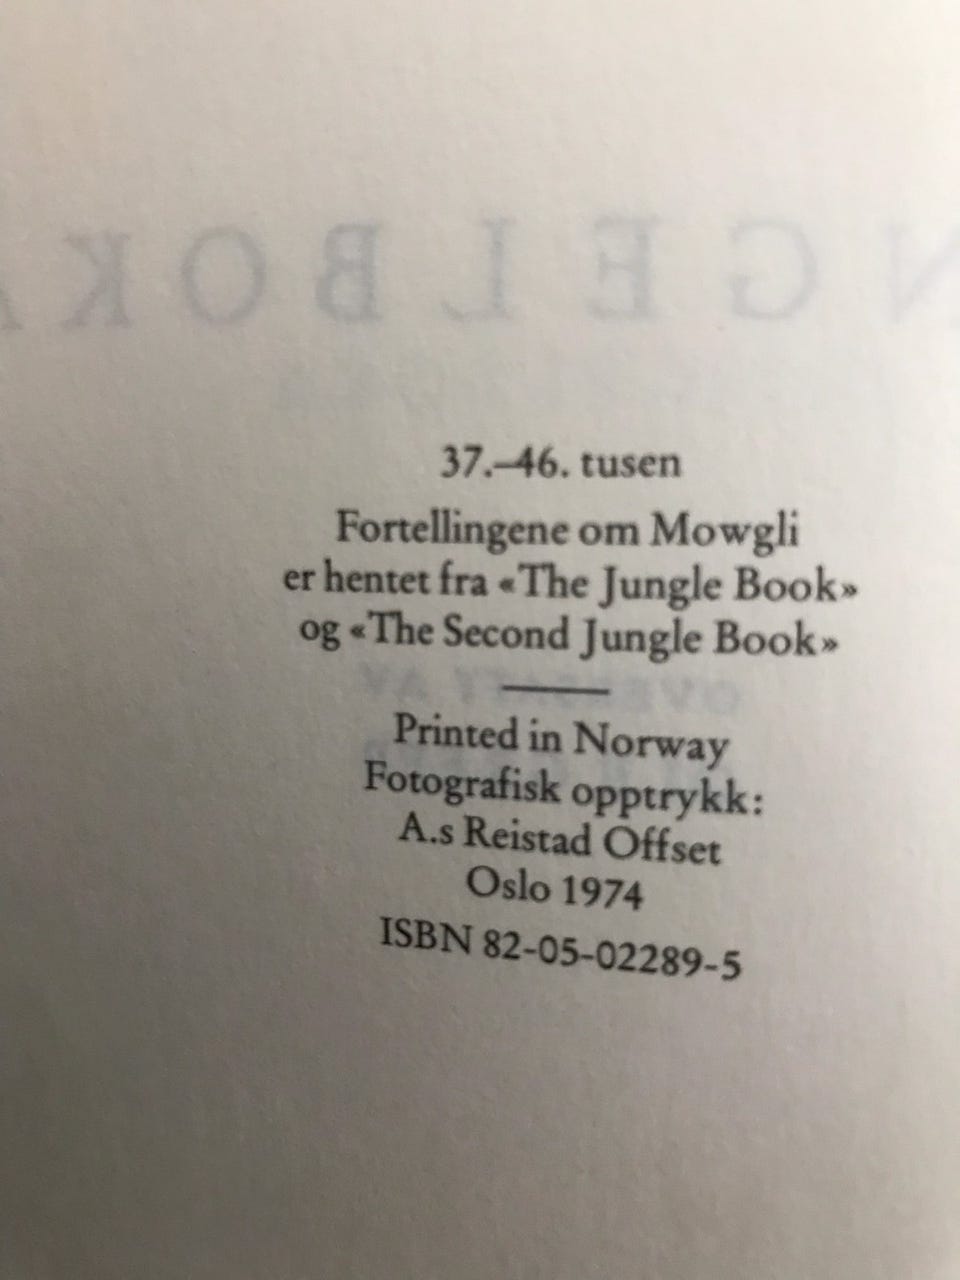 37.–46. tusen
Fortellingene om Mowgli
er hentet fra «The Jungle Book»
og «The Second Jungle Book»
Printed in Norway
Fotografisk opptrykk:
A.s Reistad Offset
Oslo 1974
ISBN 82-05-02289-5